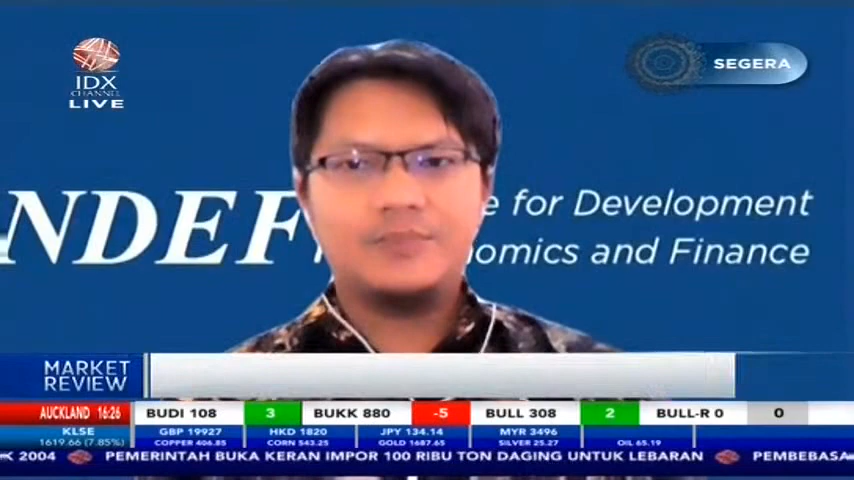 IDX
CHANNEL
LIVE
SEGERA
NDEF
e for Development
nomics and Finance
MARKET
REVIEW
AUCKLAND 16:26
BUDI 108 3 BUKK 880 -5 BULL 308 2 BULL-R 0 0
KLSE
1619.66 (7.85%)
GBP 19927 HKD 1820 JPY 134.14 MYR 3496
COPPER 406.85 CORN 543.25 GOLD 1687.65 SILVER 25.27 OIL 65.19
K 2004 PEMERINTAH BUKA KERAN IMPOR 100 RIBU TON DAGING UNTUK LEBARAN PEMBEBASA